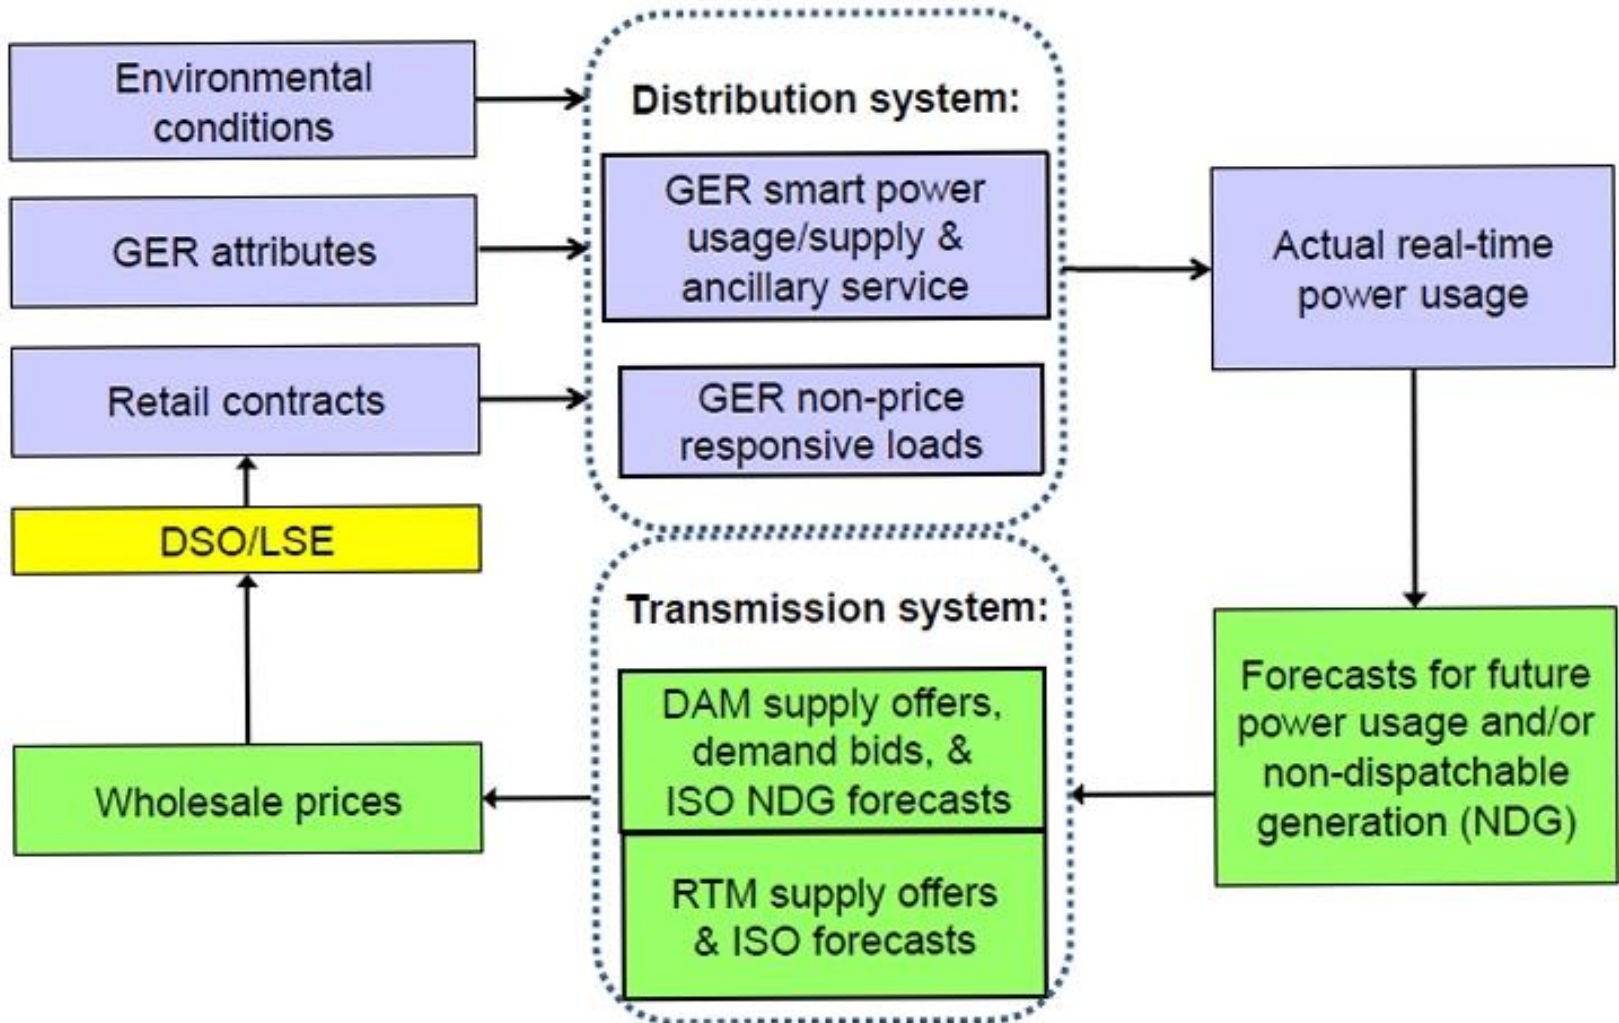 Environmental
conditions
GER attributes
Retail contracts
DSO/LSE
Wholesale prices
Distribution system:
GER smart power
usage/supply &
ancillary service
GER non-price
responsive loads
Transmission system:
DAM supply offers,
demand bids, &
ISO NDG forecasts
RTM supply offers
& ISO forecasts
Actual real-time
power usage
Forecasts for future
power usage and/or
non-dispatchable
generation (NDG)